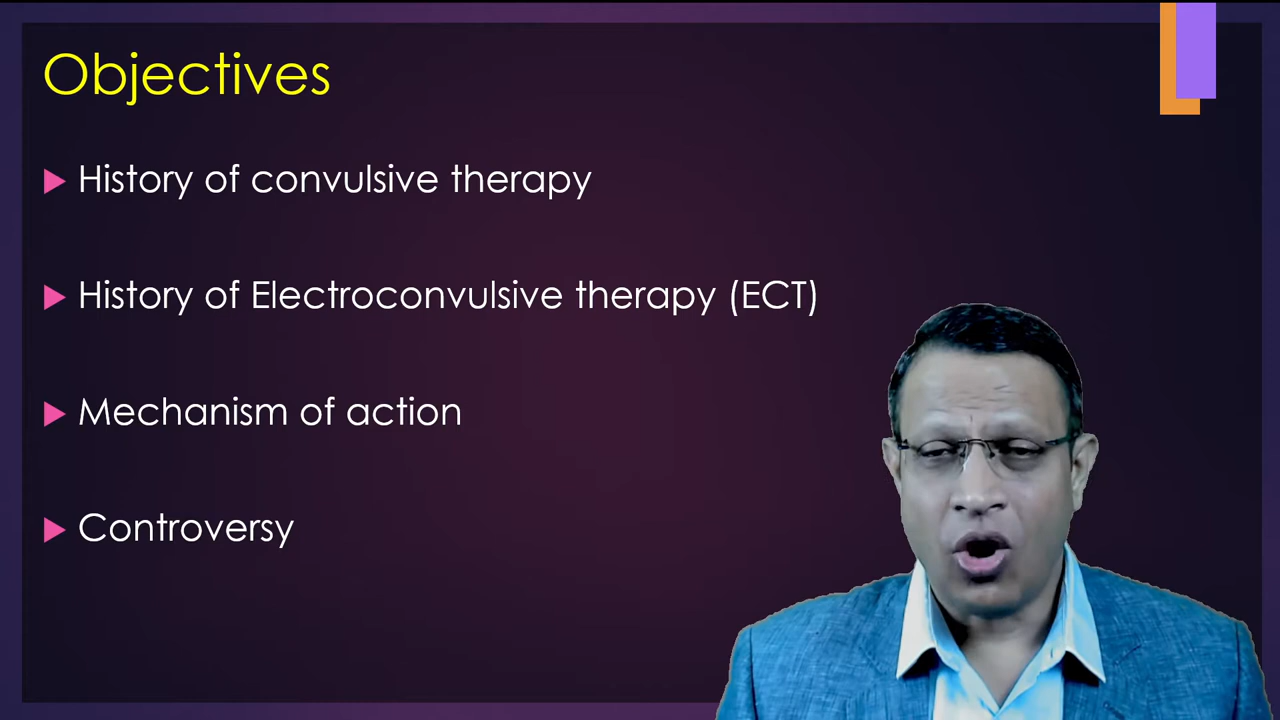 Objectives
History of convulsive therapy
History of Electroconvulsive therapy (ECT)
Mechanism of action
Controversy